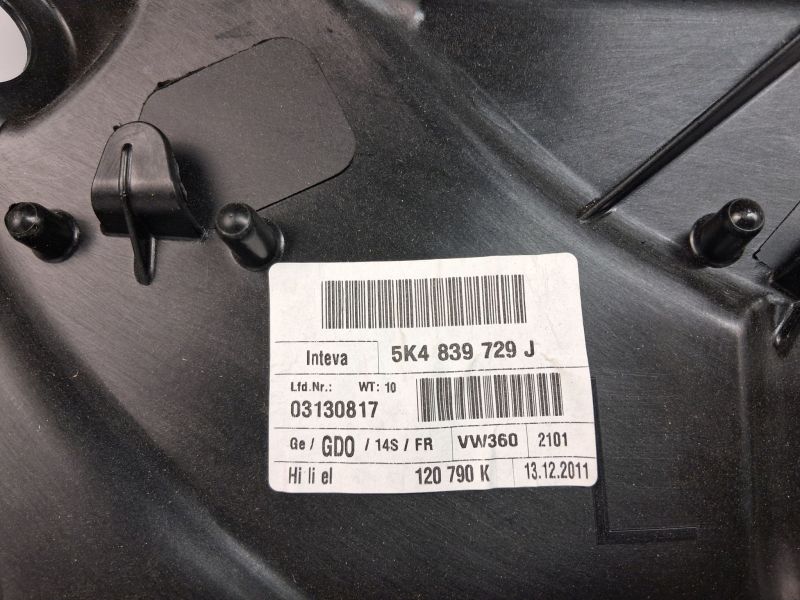 Inteva 5K4 839 729 J
Lfd.Nr.: WT: 10
03130817
Ge / GDO / 14S / FR VW360 2101
Hi li el 120 790 K 13.12.2011